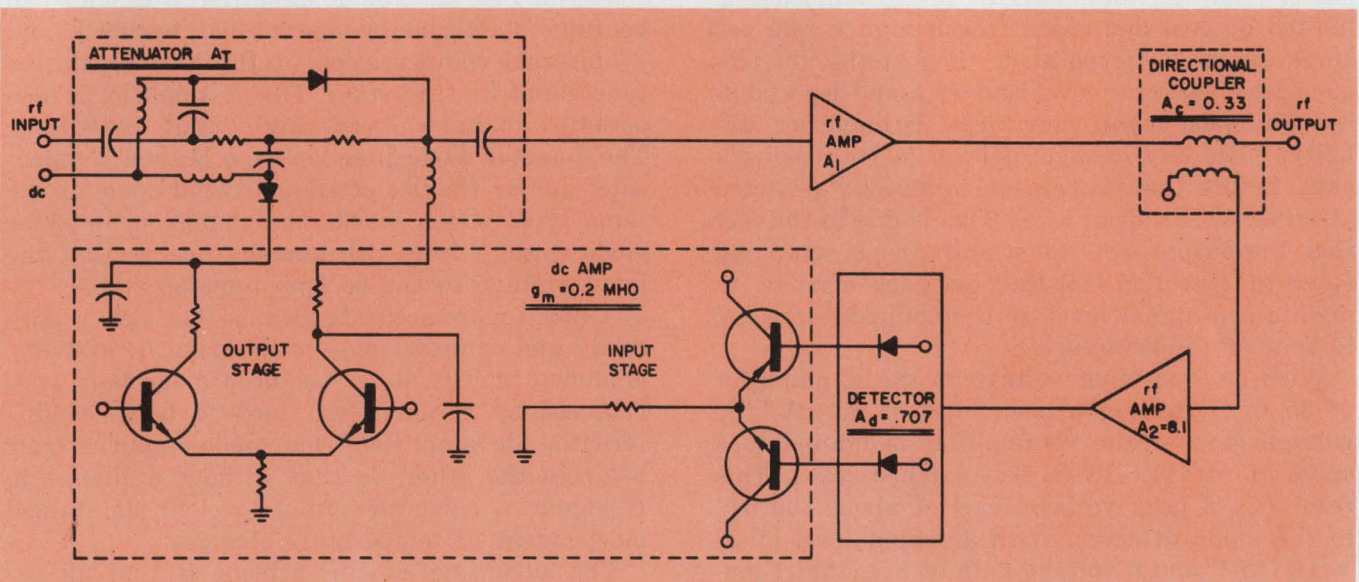 ATTENUATOR AT
rf
INPUT
dc
rf
AMP
A1
DIRECTIONAL
COUPLER
Ac = 0.33
rf
OUTPUT
dc AMP
gm=0.2 MHO
OUTPUT
STAGE
INPUT
STAGE
DETECTOR
Ad= .707
rf
AMP
A2=8.1